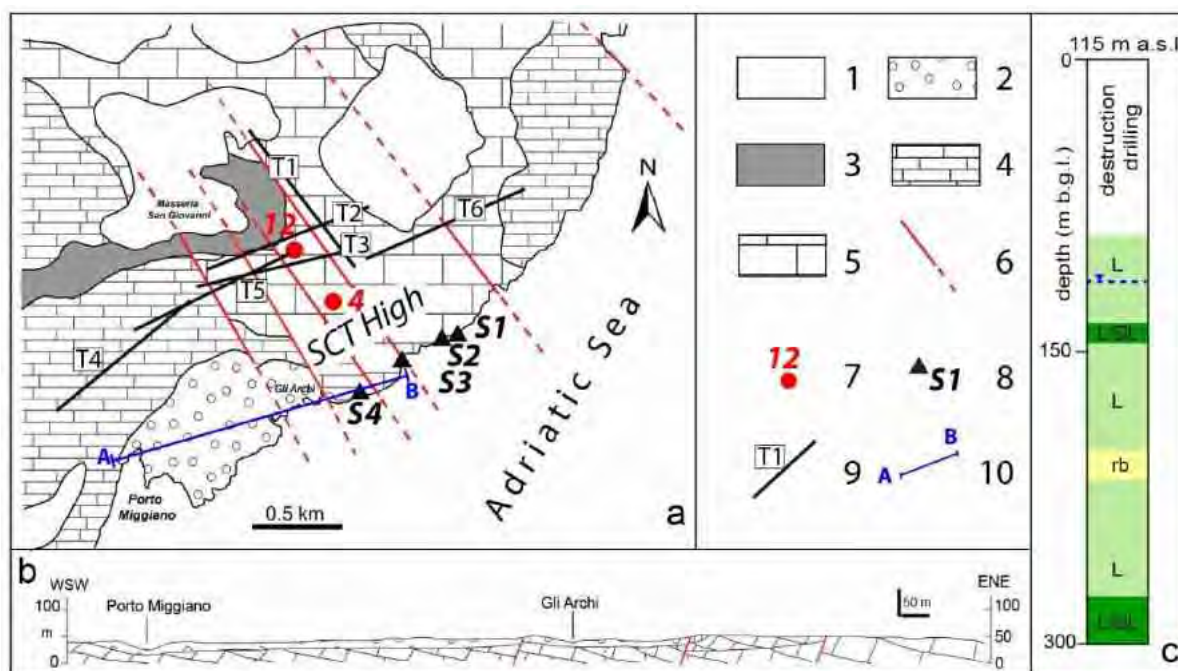 T1
Masseria
San Giovanni
N
T2
T6
12
T3
T5
4
SCT High
T4
S1
S2
S3
Gli Archi
B
S4
A
Adriatic Sea
Porto
Miggiano
0.5 km
a
1
2
3
4
5
6
12
7
S1
8
T1
9
B
A
10
115 m a.s.l
0
destruction
drilling
depth (m b.g.l.)
L
150
L
rb
L
300
c
b
WSW
ENE
100
Porto Miggiano
Gli Archi
50 m
100
m
50
0
0